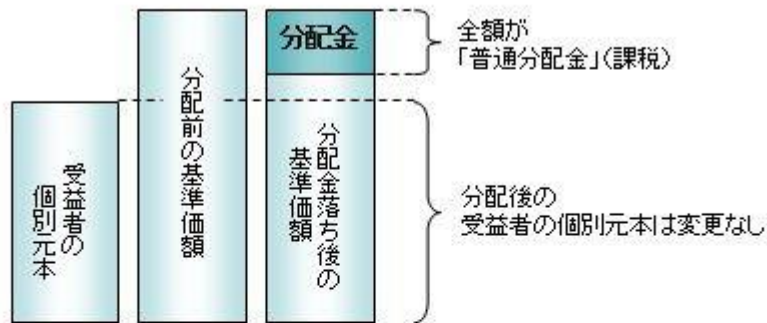 受益者の
個別元本
分配前の基準価額
分配金
分配金落ち後の
基準価額
全額が
「普通分配金」(課税)
分配後の
受益者の個別元本は変更なし